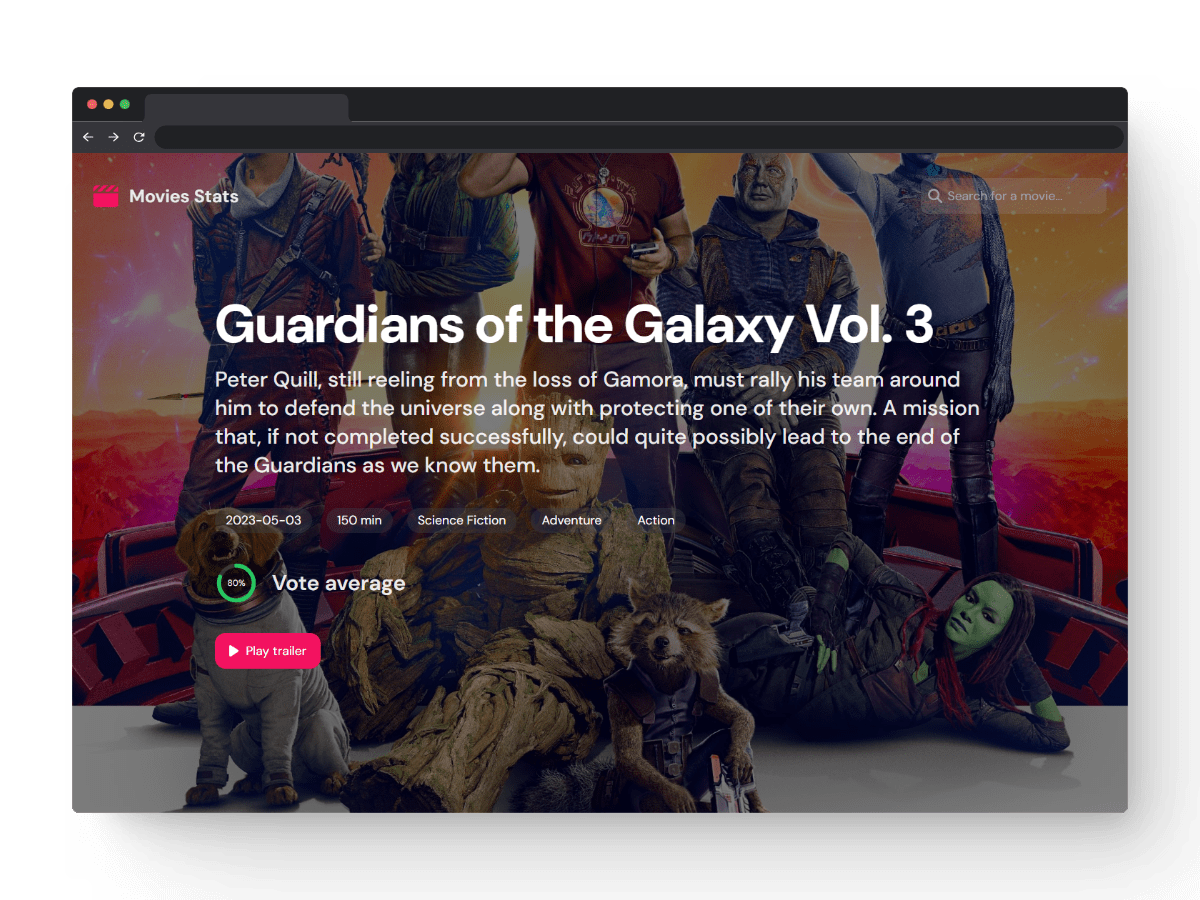 Movies Stats
Search for a movie...
Guardians of the Galaxy Vol. 3
Peter Quill, still reeling from the loss of Gamora, must rally his team around
him to defend the universe along with protecting one of their own. A mission
that, if not completed successfully, could quite possibly lead to the end of
the Guardians as we know them.
2023-05-03 150 min Science Fiction Adventure Action
80% Vote average
Play trailer